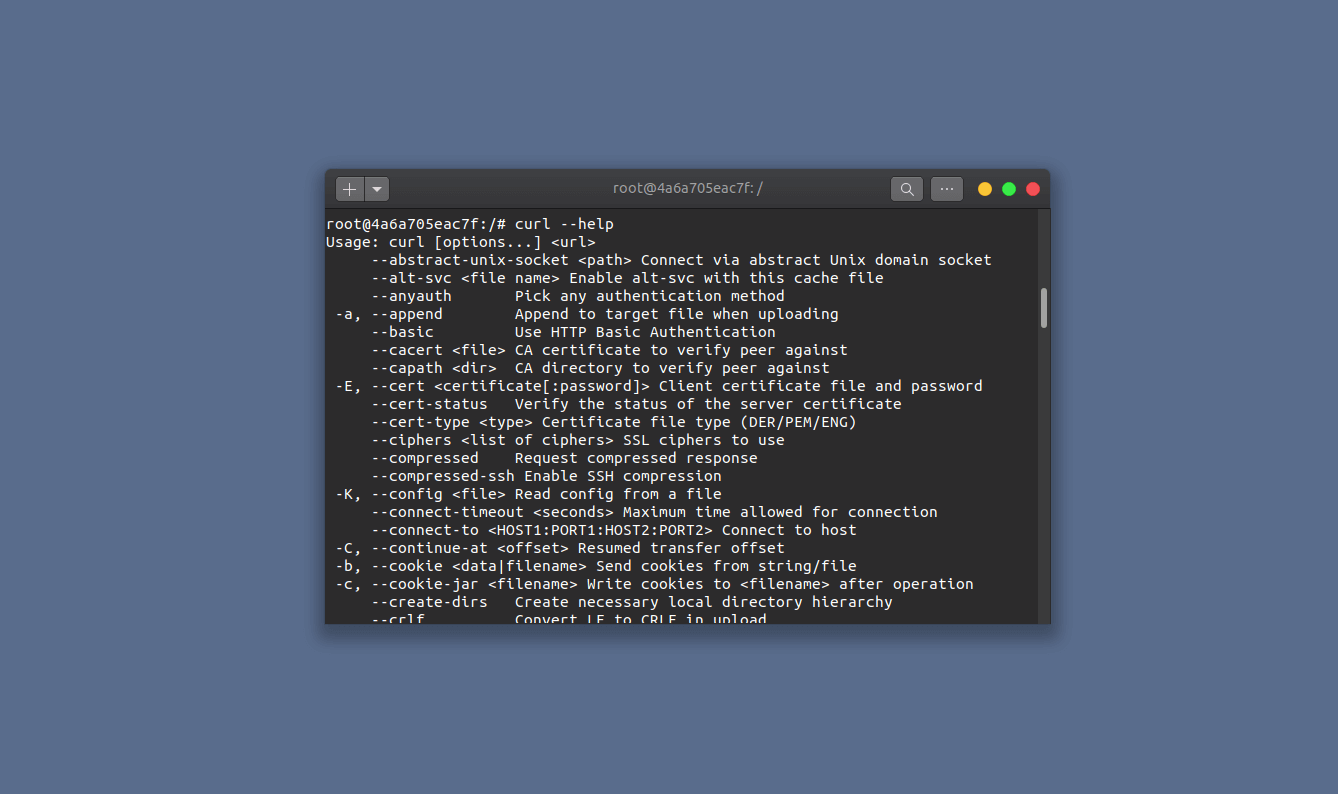 root@4a6a705eac7f: /
root@4a6a705eac7f:/# curl --help
Usage: curl [options...] <url>
     --abstract-unix-socket <path> Connect via abstract Unix domain socket
     --alt-svc <file name> Enable alt-svc with this cache file
     --anyauth       Pick any authentication method
 -a, --append        Append to target file when uploading
     --basic         Use HTTP Basic Authentication
     --cacert <file> CA certificate to verify peer against
     --capath <dir>  CA directory to verify peer against
 -E, --cert <certificate[:password]> Client certificate file and password
     --cert-status   Verify the status of the server certificate
     --cert-type <type> Certificate file type (DER/PEM/ENG)
     --ciphers <list of ciphers> SSL ciphers to use
     --compressed    Request compressed response
     --compressed-ssh Enable SSH compression
 -K, --config <file> Read config from a file
     --connect-timeout <seconds> Maximum time allowed for connection
     --connect-to <HOST1:PORT1:HOST2:PORT2> Connect to host
 -C, --continue-at <offset> Resumed transfer offset
 -b, --cookie <data|filename> Send cookies from string/file
 -c, --cookie-jar <filename> Write cookies to <filename> after operation
     --create-dirs   Create necessary local directory hierarchy
     --crlf          Convert LF to CRLF in upload